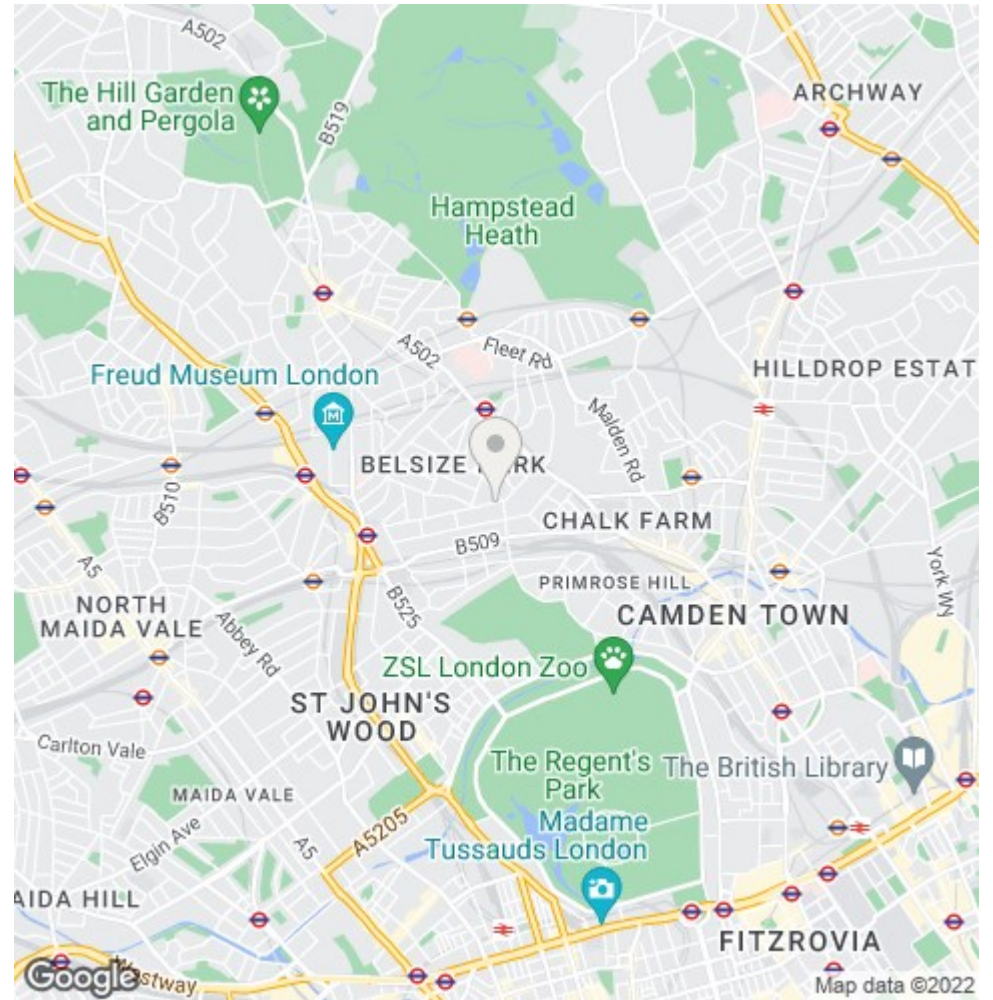 A502
The Hill Garden
and Pergola
B519
ARCHWAY
Hampstead
Heath
A502
Fleet Rd
HILLDROP ESTAT
Freud Museum London
Malden Rd
BELSIZE P RK
B510
CHALK FARM
B509
A5
PRIMROSE HILL
York Wy
NORTH
MAIDA VALE
B525
CAMDEN TOWN
Abbey Rd
ZSL London Zoo
ST JOHN'S
WOOD
Carlton Vale
The Regent's
Park
The British Library
MAIDA VALE
Madame
Tussauds London
Elgin Ave
A5
A5205
AIDA HILL
FITZROVIA
Westway
Google
Map data ©2022